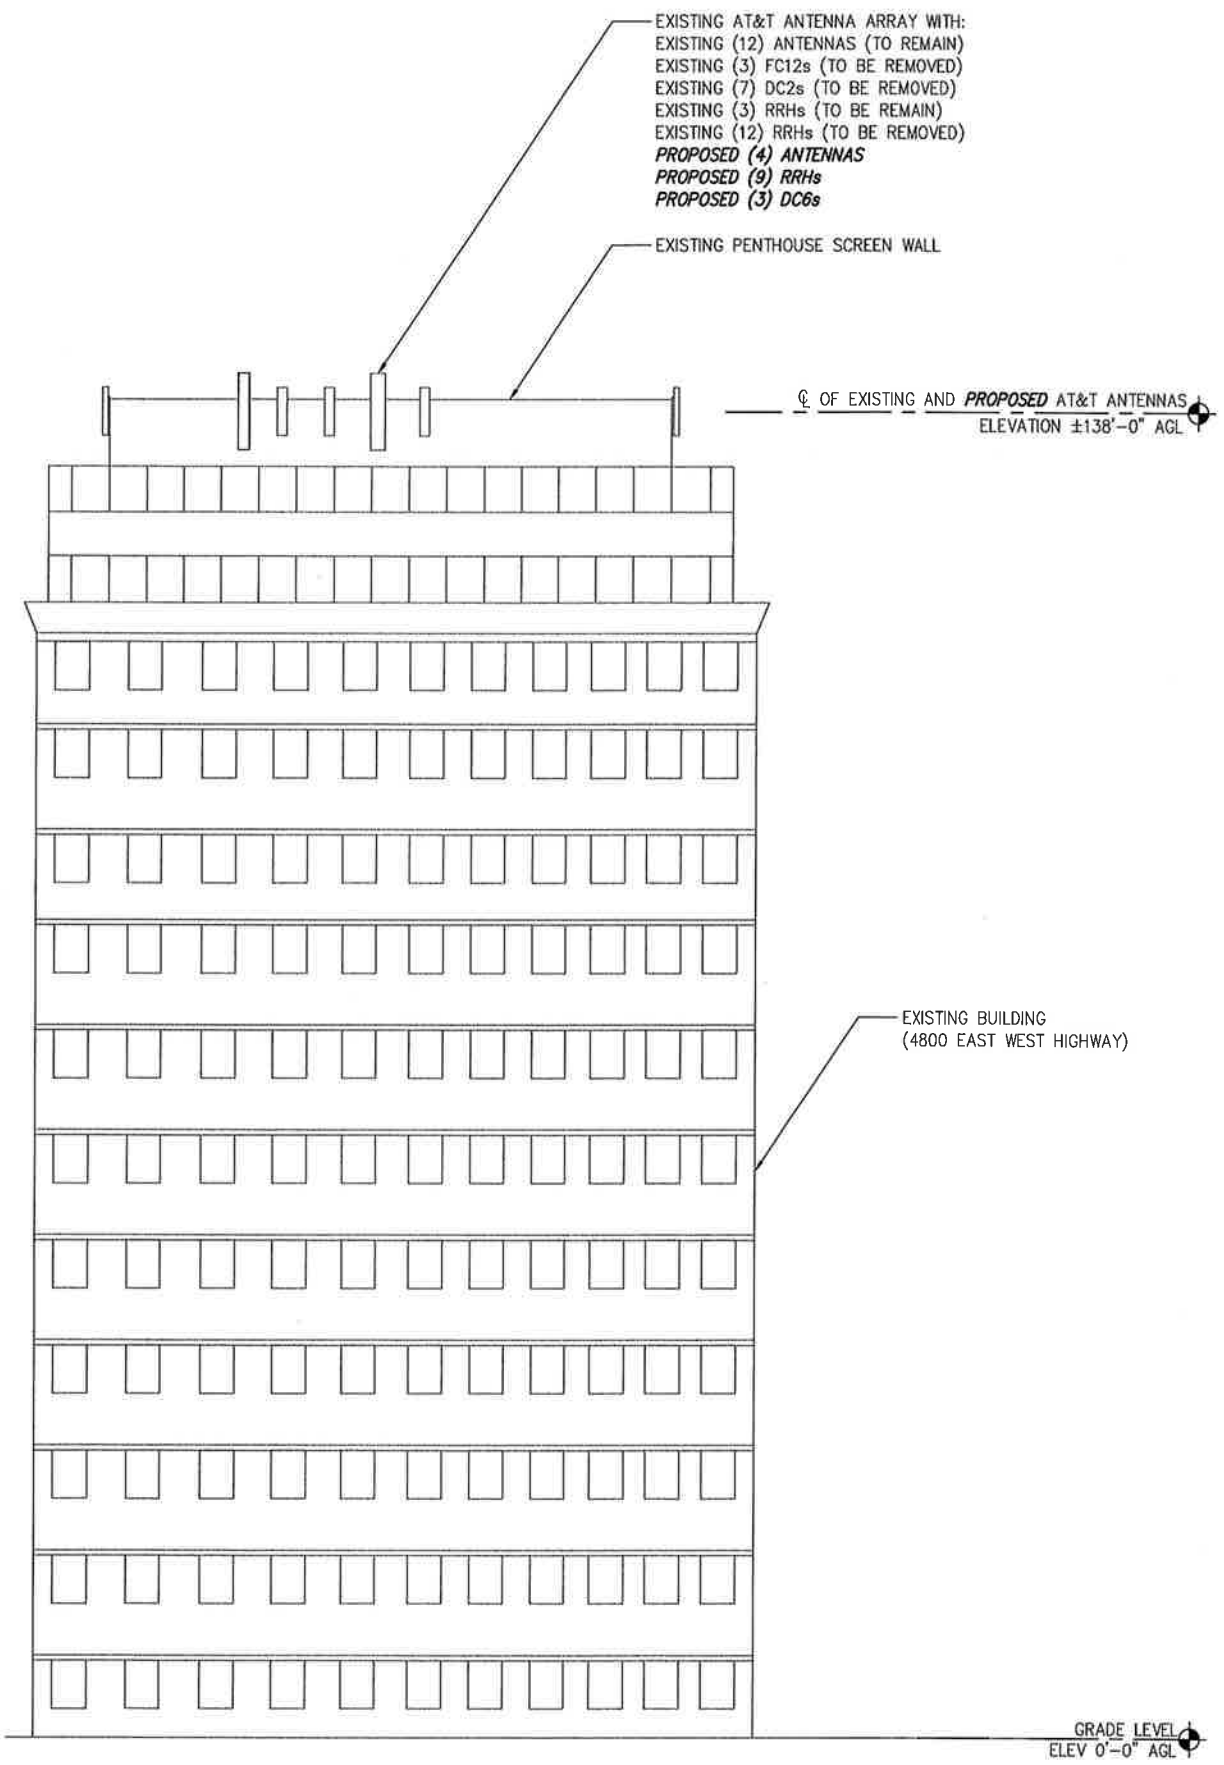 EXISTING AT&T ANTENNA ARRAY WITH:
EXISTING (12) ANTENNAS (TO REMAIN)
EXISTING (3) FC12s (TO BE REMOVED)
EXISTING (7) DC2s (TO BE REMOVED)
EXISTING (3) RRHs (TO BE REMAIN)
EXISTING (12) RRHs (TO BE REMOVED)
PROPOSED (4) ANTENNAS
PROPOSED (9) RRHs
PROPOSED (3) DC6s
EXISTING PENTHOUSE SCREEN WALL
℄ OF EXISTING AND PROPOSED AT&T ANTENNAS
ELEVATION ±138'-0" AGL
EXISTING BUILDING
(4800 EAST WEST HIGHWAY)
GRADE LEVEL
ELEV 0'-0" AGL